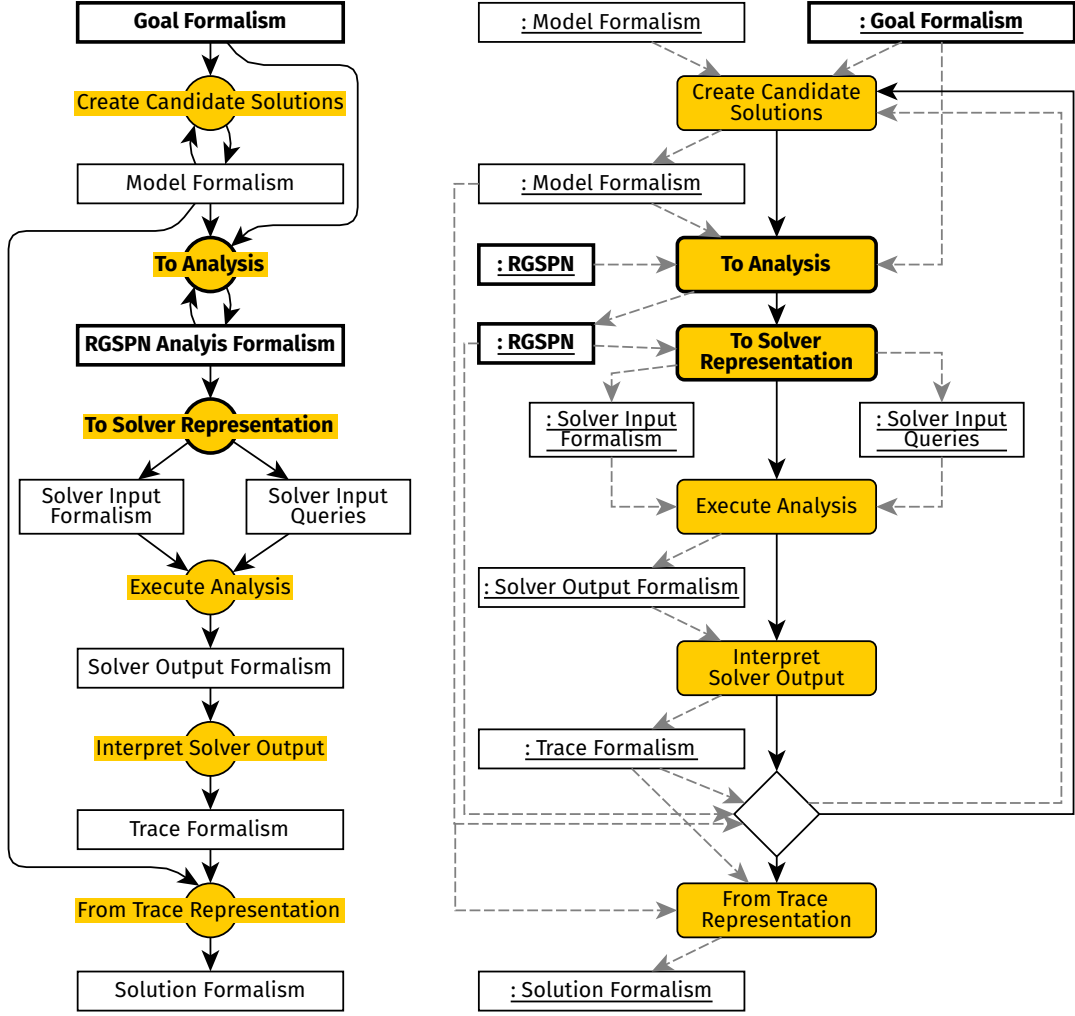 Goal Formalism
Create Candidate Solutions
Model Formalism
To Analysis
RGSPN Analyis Formalism
To Solver Representation
Solver Input
Formalism
Solver Input
Queries
Execute Analysis
Solver Output Formalism
Interpret Solver Output
Trace Formalism
From Trace Representation
Solution Formalism
: Model Formalism
: Goal Formalism
Create Candidate
Solutions
: Model Formalism
: RGSPN
To Analysis
: RGSPN
To Solver
Representation
: Solver Input
Formalism
: Solver Input
Queries
Execute Analysis
: Solver Output Formalism
Interpret
Solver Output
: Trace Formalism
From Trace
Representation
: Solution Formalism